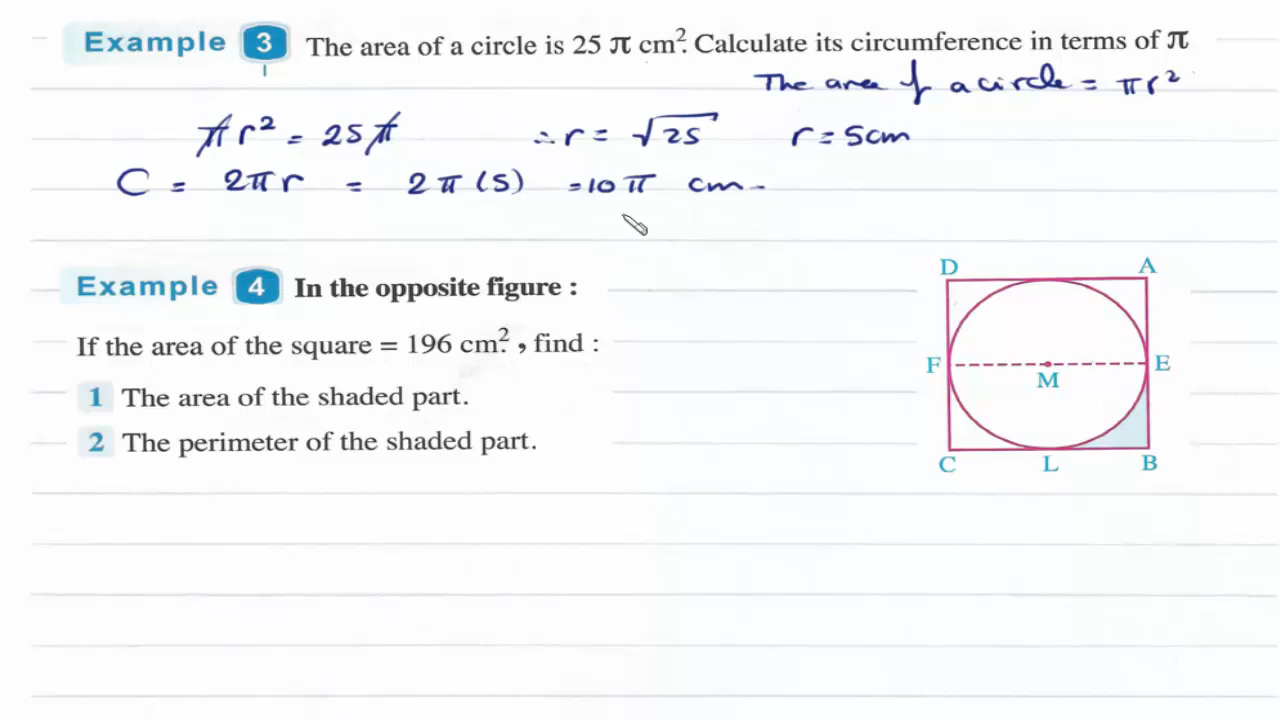 Example 3 The area of a circle is 25 π cm². Calculate its circumference in terms of π
The area of a circle = πr²
πr² = 25π ∴ r = √25 r = 5cm
C = 2πr = 2π(5) = 10π cm
Example 4 In the opposite figure :
If the area of the square = 196 cm², find :
1 The area of the shaded part.
2 The perimeter of the shaded part.
D A
F M E
C L B